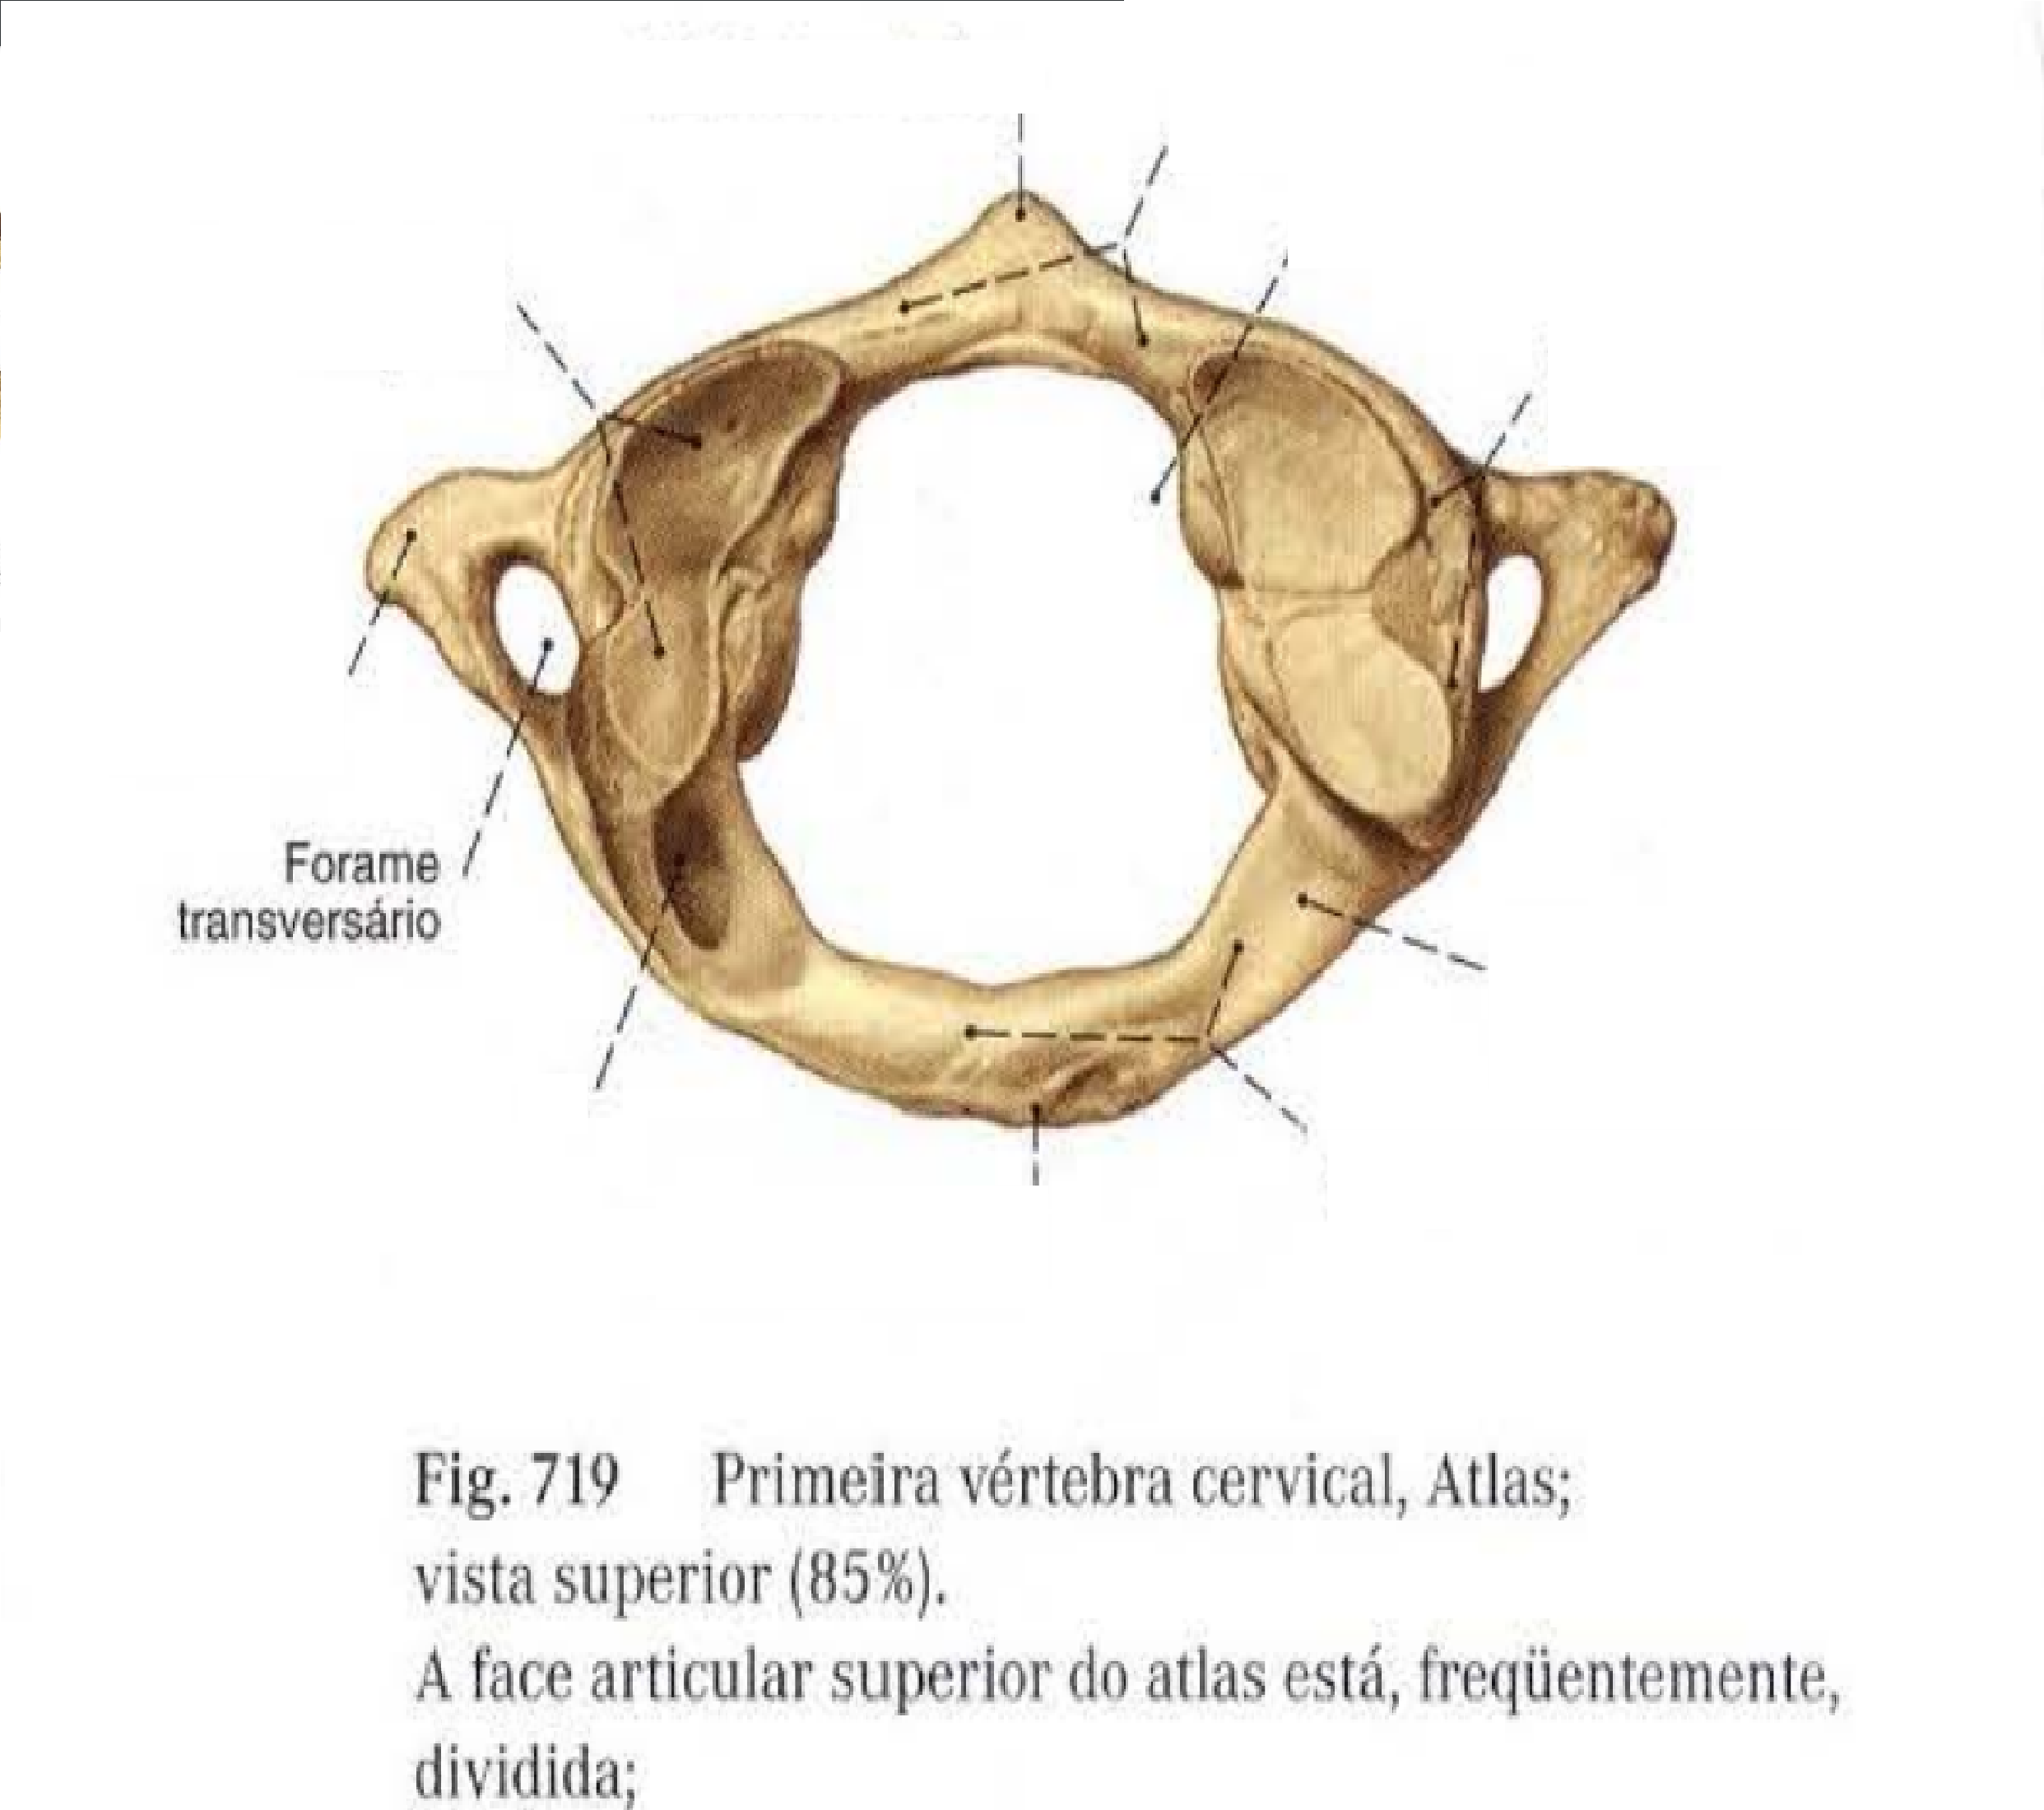 Forame
transversário
Fig. 719 Primeira vértebra cervical, Atlas;
vista superior (85%).
A face articular superior do atlas está, freqüentemente,
dividida;